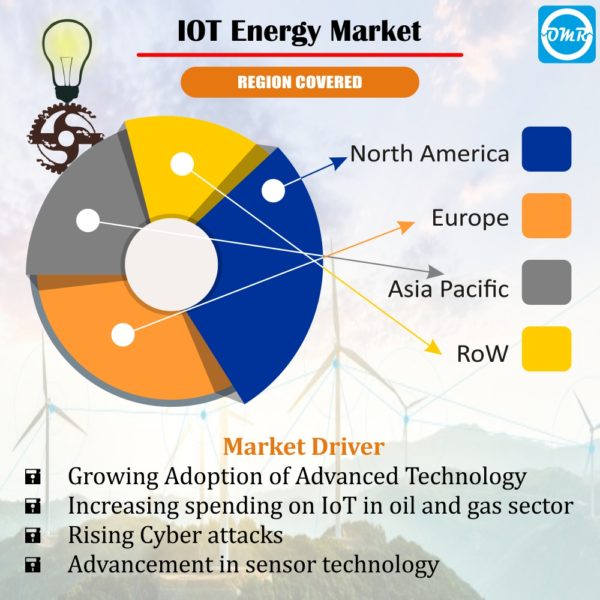 IOT Energy Market
OMR
REGION COVERED
North America
Europe
Asia Pacific
RoW
Market Driver
Growing Adoption of Advanced Technology
Increasing spending on IoT in oil and gas sector
Rising Cyber attacks
Advancement in sensor technology